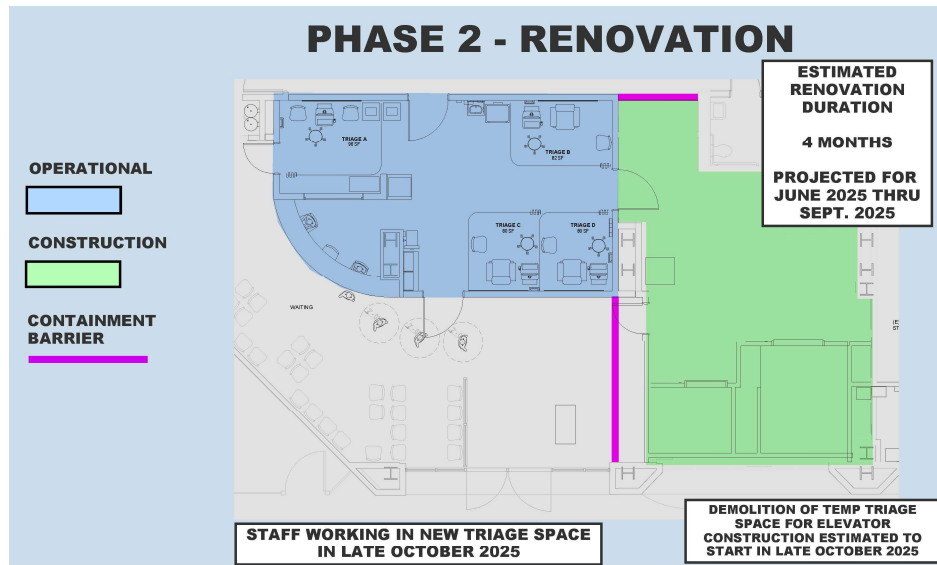 PHASE 2 - RENOVATION
ESTIMATED
RENOVATION
DURATION
4 MONTHS
PROJECTED FOR
JUNE 2025 THRU
SEPT. 2025
OPERATIONAL
CONSTRUCTION
CONTAINMENT
BARRIER
TRIAGE A
TRIAGE B
82 SF
TRIAGE C
TRIAGE D
WAITING
STAFF WORKING IN NEW TRIAGE SPACE
IN LATE OCTOBER 2025
DEMOLITION OF TEMP TRIAGE
SPACE FOR ELEVATOR
CONSTRUCTION ESTIMATED TO
START IN LATE OCTOBER 2025